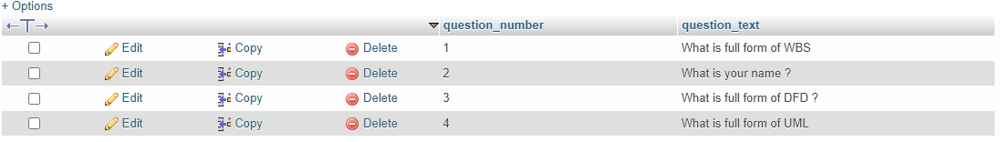 + Options
←T→ question_number question_text
Edit Copy Delete 1 What is full form of WBS
Edit Copy Delete 2 What is your name ?
Edit Copy Delete 3 What is full form of DFD ?
Edit Copy Delete 4 What is full form of UML